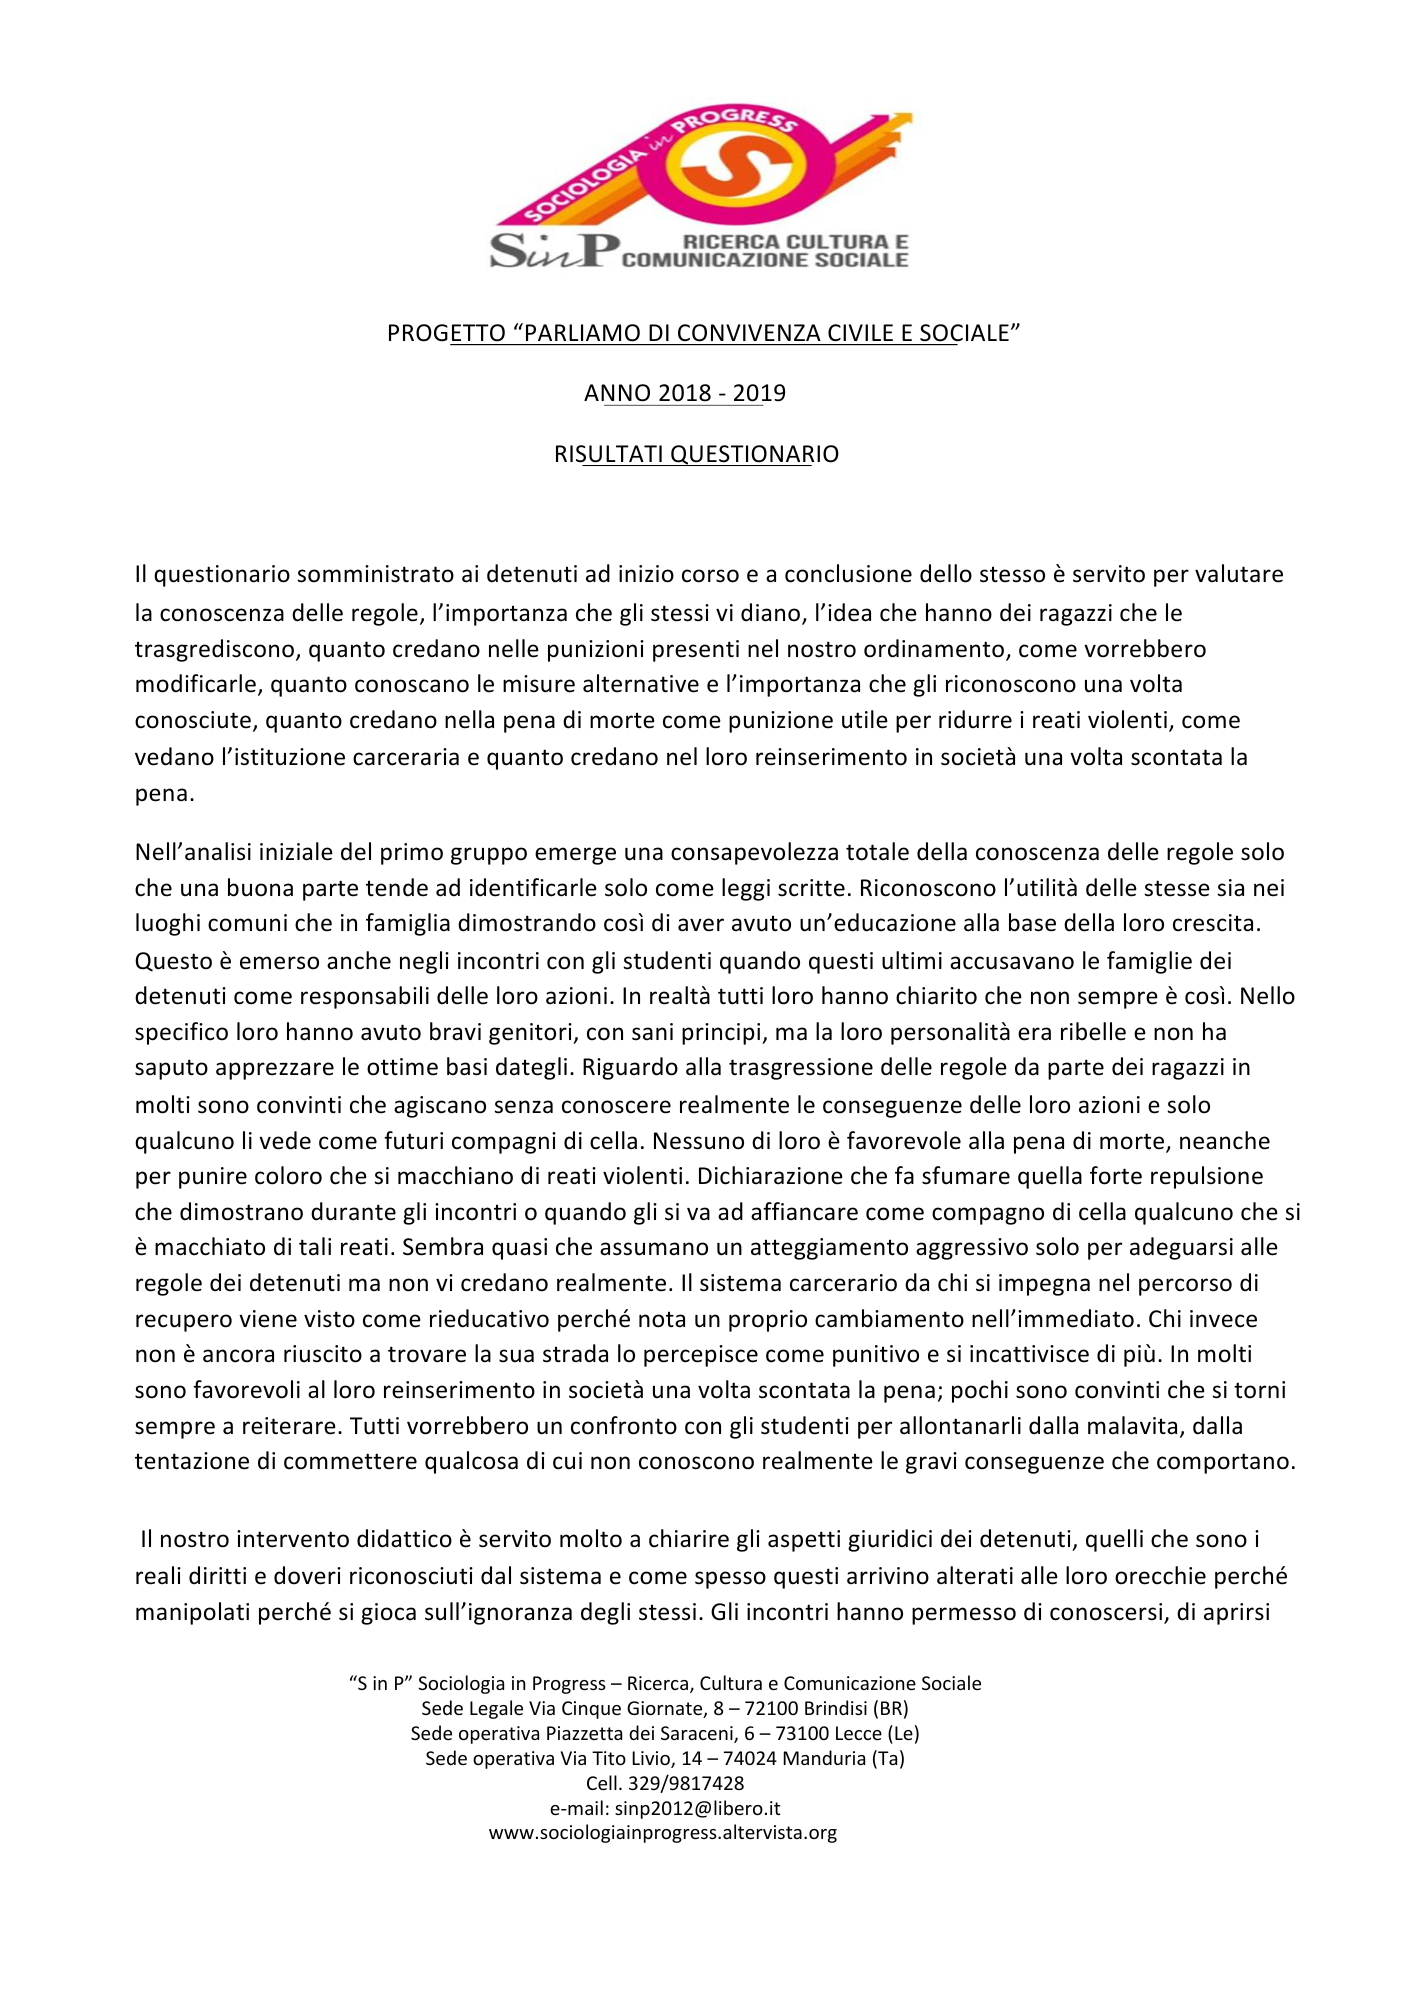 SOCIOLOGIA in PROGRESS
S
SinP RICERCA CULTURA E
COMUNICAZIONE SOCIALE
PROGETTO “PARLIAMO DI CONVIVENZA CIVILE E SOCIALE”
ANNO 2018 - 2019
RISULTATI QUESTIONARIO
Il questionario somministrato ai detenuti ad inizio corso e a conclusione dello stesso è servito per valutare
la conoscenza delle regole, l’importanza che gli stessi vi diano, l’idea che hanno dei ragazzi che le
trasgrediscono, quanto credano nelle punizioni presenti nel nostro ordinamento, come vorrebbero
modificarle, quanto conoscano le misure alternative e l’importanza che gli riconoscono una volta
conosciute, quanto credano nella pena di morte come punizione utile per ridurre i reati violenti, come
vedano l’istituzione carceraria e quanto credano nel loro reinserimento in società una volta scontata la
pena.
Nell’analisi iniziale del primo gruppo emerge una consapevolezza totale della conoscenza delle regole solo
che una buona parte tende ad identificarle solo come leggi scritte. Riconoscono l’utilità delle stesse sia nei
luoghi comuni che in famiglia dimostrando così di aver avuto un’educazione alla base della loro crescita.
Questo è emerso anche negli incontri con gli studenti quando questi ultimi accusavano le famiglie dei
detenuti come responsabili delle loro azioni. In realtà tutti loro hanno chiarito che non sempre è così. Nello
specifico loro hanno avuto bravi genitori, con sani principi, ma la loro personalità era ribelle e non ha
saputo apprezzare le ottime basi dategli. Riguardo alla trasgressione delle regole da parte dei ragazzi in
molti sono convinti che agiscano senza conoscere realmente le conseguenze delle loro azioni e solo
qualcuno li vede come futuri compagni di cella. Nessuno di loro è favorevole alla pena di morte, neanche
per punire coloro che si macchiano di reati violenti. Dichiarazione che fa sfumare quella forte repulsione
che dimostrano durante gli incontri o quando gli si va ad affiancare come compagno di cella qualcuno che si
è macchiato di tali reati. Sembra quasi che assumano un atteggiamento aggressivo solo per adeguarsi alle
regole dei detenuti ma non vi credano realmente. Il sistema carcerario da chi si impegna nel percorso di
recupero viene visto come rieducativo perché nota un proprio cambiamento nell’immediato. Chi invece
non è ancora riuscito a trovare la sua strada lo percepisce come punitivo e si incattivisce di più. In molti
sono favorevoli al loro reinserimento in società una volta scontata la pena; pochi sono convinti che si torni
sempre a reiterare. Tutti vorrebbero un confronto con gli studenti per allontanarli dalla malavita, dalla
tentazione di commettere qualcosa di cui non conoscono realmente le gravi conseguenze che comportano.
Il nostro intervento didattico è servito molto a chiarire gli aspetti giuridici dei detenuti, quelli che sono i
reali diritti e doveri riconosciuti dal sistema e come spesso questi arrivino alterati alle loro orecchie perché
manipolati perché si gioca sull’ignoranza degli stessi. Gli incontri hanno permesso di conoscersi, di aprirsi
“S in P” Sociologia in Progress – Ricerca, Cultura e Comunicazione Sociale
Sede Legale Via Cinque Giornate, 8 – 72100 Brindisi (BR)
Sede operativa Piazzetta dei Saraceni, 6 – 73100 Lecce (Le)
Sede operativa Via Tito Livio, 14 – 74024 Manduria (Ta)
Cell. 329/9817428
e-mail: sinp2012@libero.it
www.sociologiainprogress.altervista.org